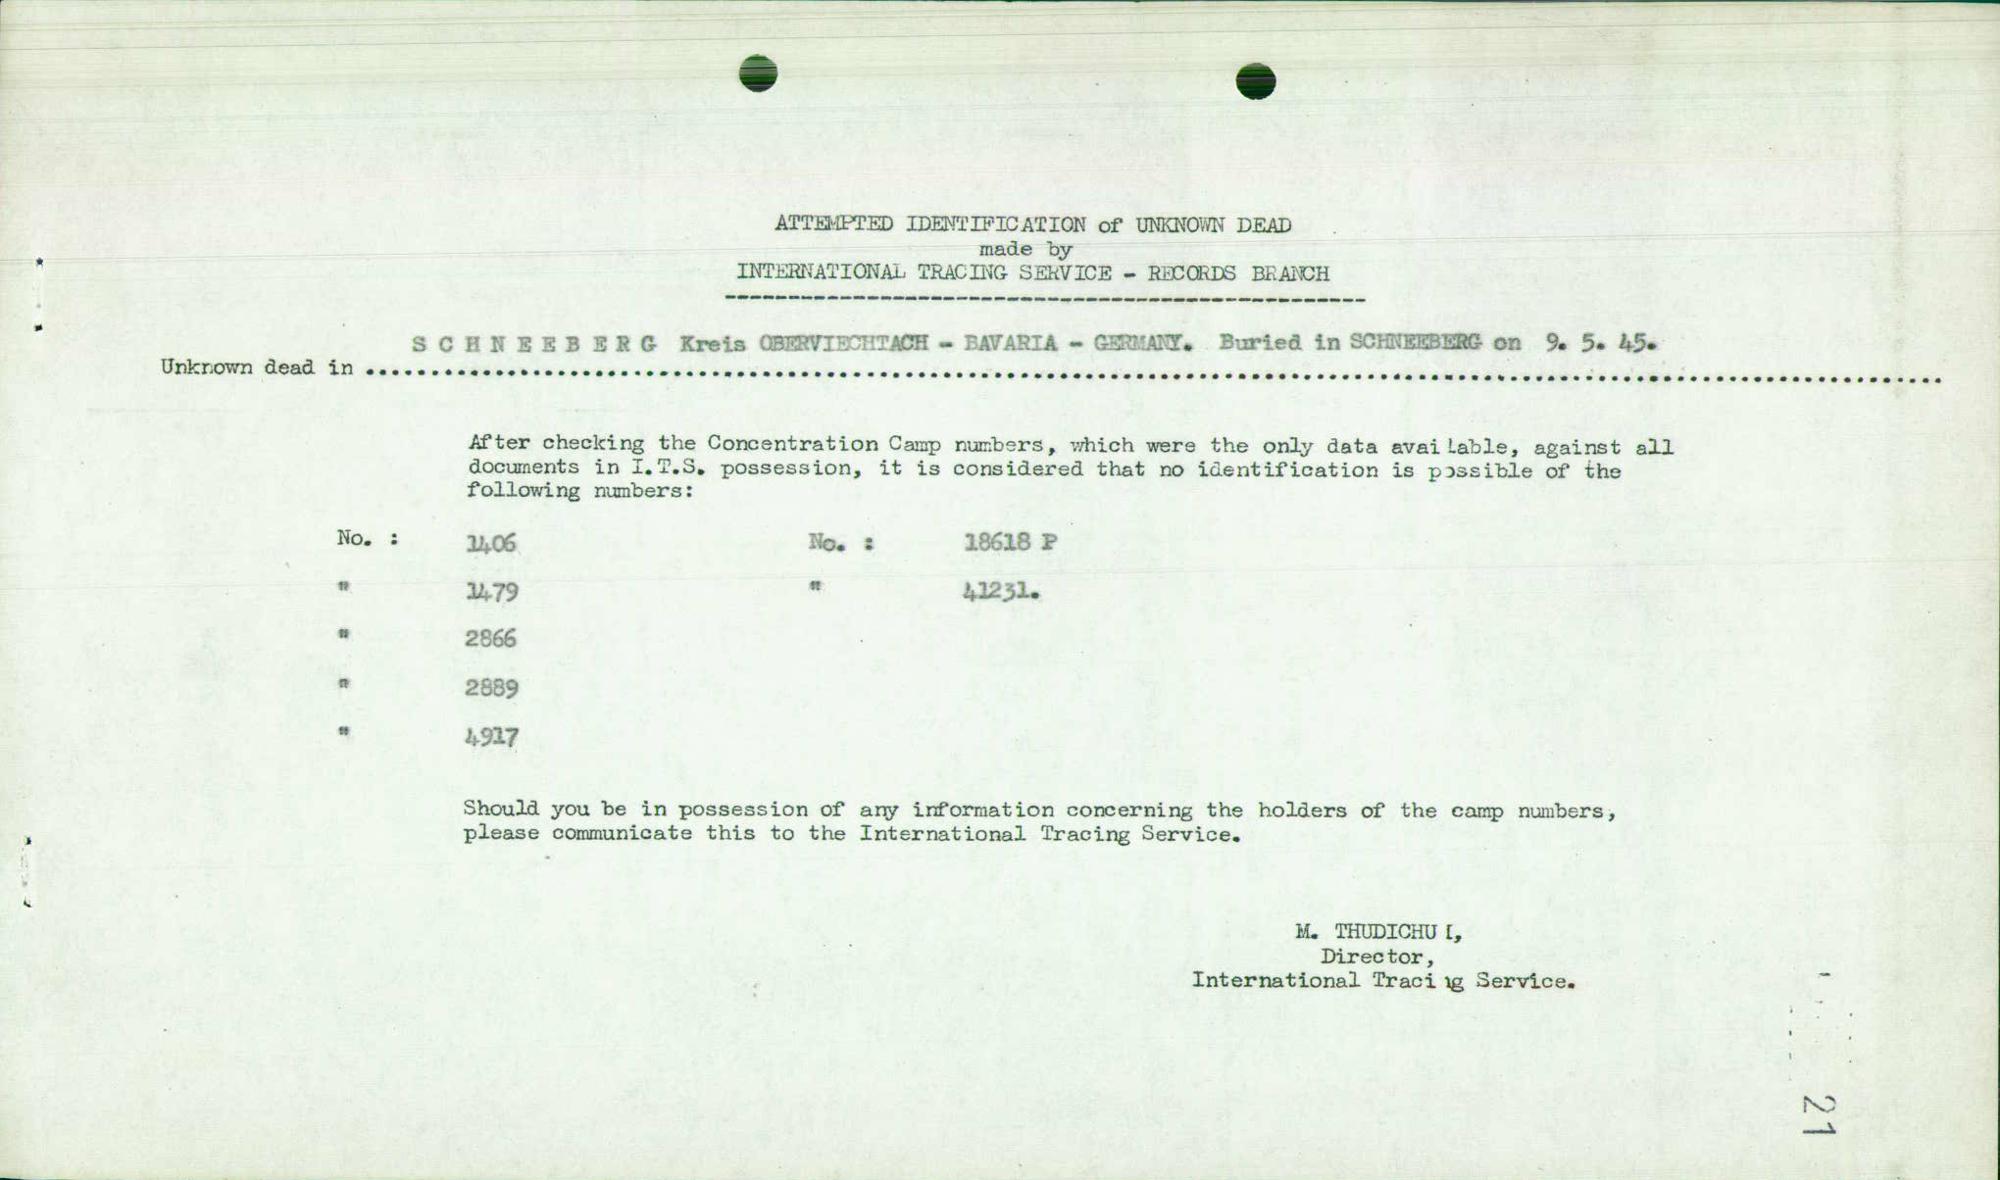 ATTEMPTED IDENTIFICATION of UNKNOWN DEAD
made by
INTERNATIONAL TRACING SERVICE - RECORDS BRANCH
S C H N E E B E R G Kreis OBERVIECHTACH - BAVARIA - GERMANY. Buried in SCHNEEBERG on 9. 5. 45.
Unknown dead in
After checking the Concentration Camp numbers, which were the only data available, against all
documents in I.T.S. possession, it is considered that no identification is possible of the
following numbers:
No. : 1406 No. : 18618 P
" 1479 " 41231.
" 2866
" 2889
" 4917
Should you be in possession of any information concerning the holders of the camp numbers,
please communicate this to the International Tracing Service.
M. THUDICHUM,
Director,
International Tracing Service.
21